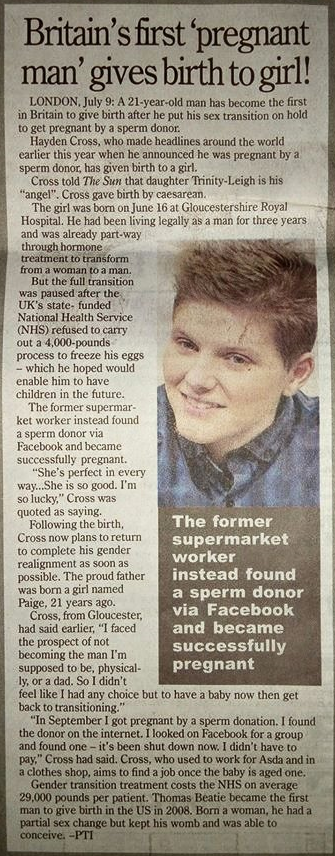 Britain's first 'pregnant
man' gives birth to girl!
LONDON, July 9: A 21-year-old man has become the first
in Britain to give birth after he put his sex transition on hold
to get pregnant by a sperm donor.
Hayden Cross, who made headlines around the world
earlier this year when he announced he was pregnant by a
sperm donor, has given birth to a girl.
Cross told The Sun that daughter Trinity-Leigh is his
"angel". Cross gave birth by caesarean.
The girl was born on June 16 at Gloucestershire Royal
Hospital. He had been living legally as a man for three years
and was already part-way
through hormone
treatment to transform
from a woman to a man.
But the full transition
was paused after the
UK's state- funded
National Health Service
(NHS) refused to carry
out a 4,000-pounds
process to freeze his eggs
– which he hoped would
enable him to have
children in the future.
The former supermar-
ket worker instead found
a sperm donor via
Facebook and became
successfully pregnant.
"She's perfect in every
way...She is so good. I'm
so lucky," Cross was
quoted as saying.
Following the birth,
Cross now plans to return
to complete his gender
realignment as soon as
possible. The proud father
was born a girl named
Paige, 21 years ago.
Cross, from Gloucester,
had said earlier, "I faced
the prospect of not
becoming the man I'm
supposed to be, physical-
ly, or a dad. So I didn't
feel like I had any choice but to have a baby now then get
back to transitioning."
"In September I got pregnant by a sperm donation. I found
the donor on the internet. I looked on Facebook for a group
and found one – it's been shut down now. I didn't have to
pay," Cross had said. Cross, who used to work for Asda and in
a clothes shop, aims to find a job once the baby is aged one.
Gender transition treatment costs the NHS on average
29,000 pounds per patient. Thomas Beatie became the first
man to give birth in the US in 2008. Born a woman, he had a
partial sex change but kept his womb and was able to
conceive. –PTI
The former
supermarket
worker
instead found
a sperm donor
via Facebook
and became
successfully
pregnant